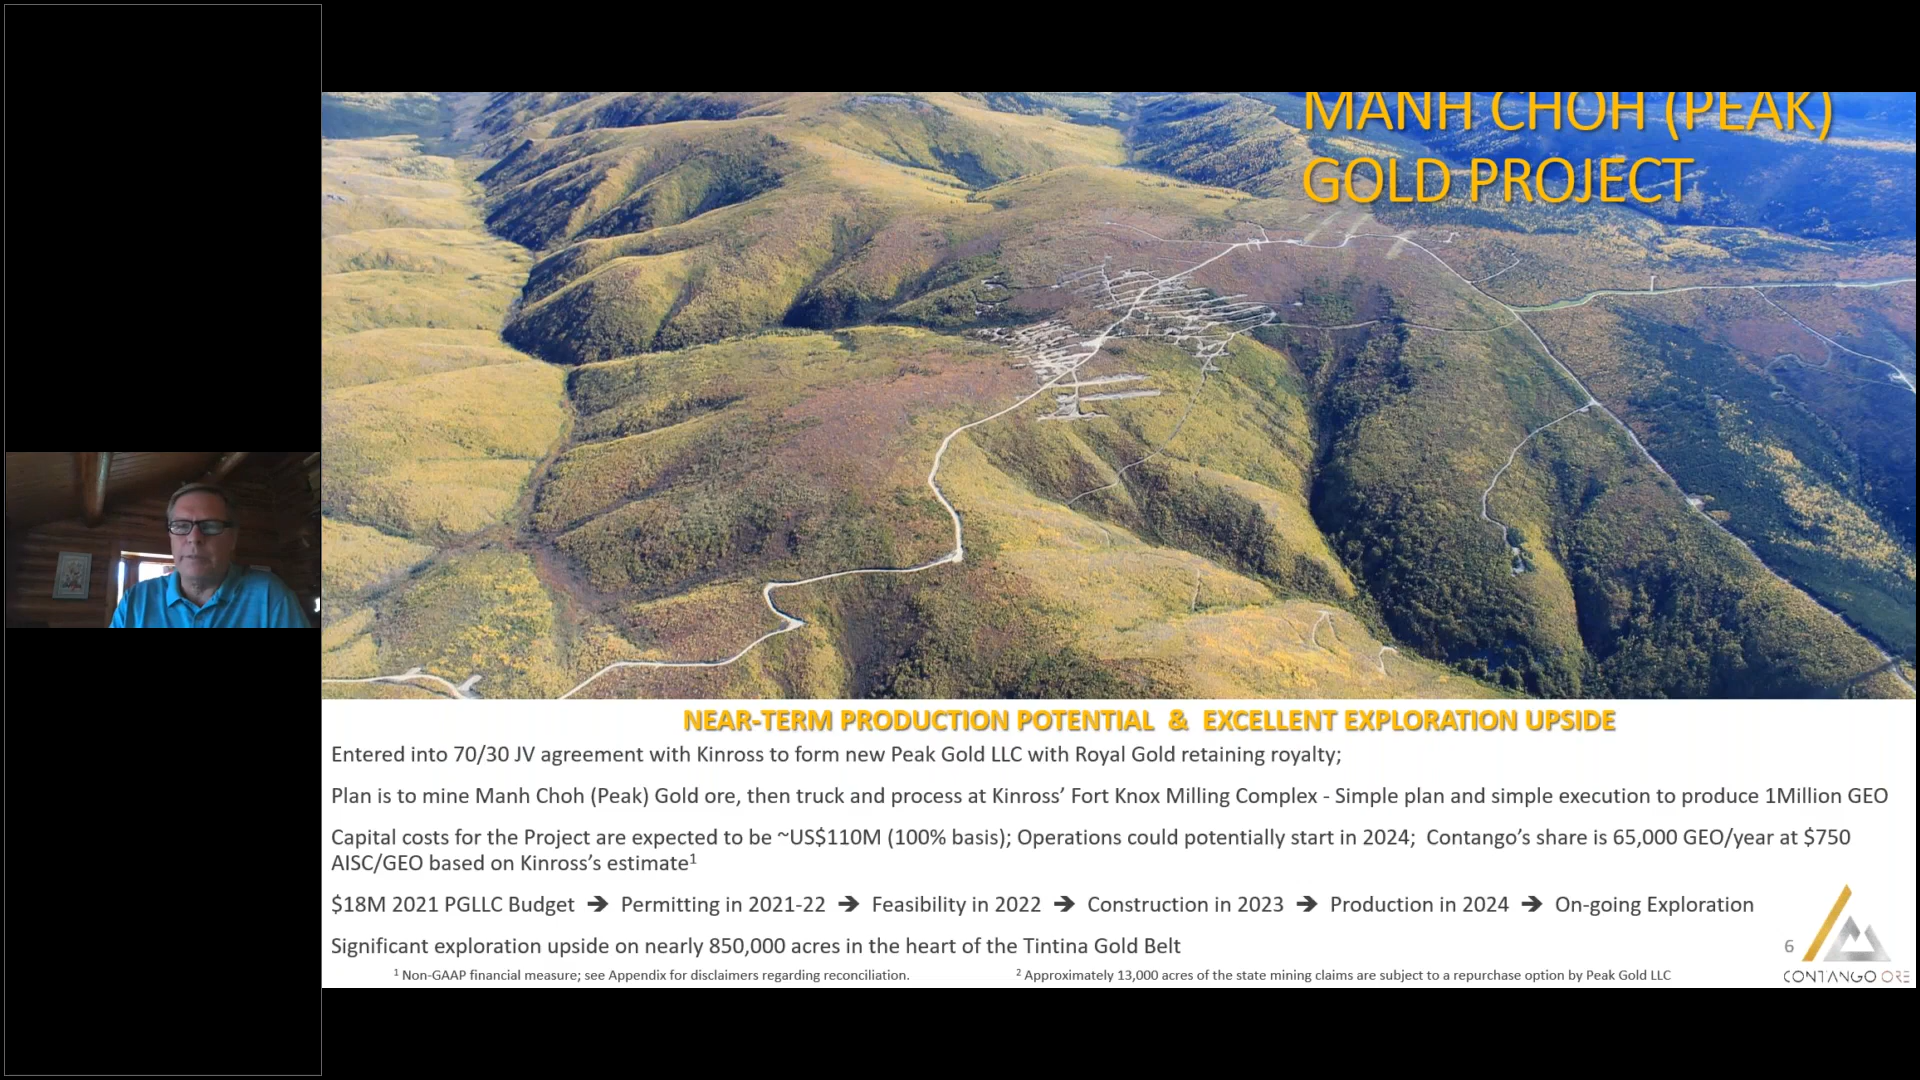 MANH CHOH (PEAK)
GOLD PROJECT
NEAR-TERM PRODUCTION POTENTIAL & EXCELLENT EXPLORATION UPSIDE
Entered into 70/30 JV agreement with Kinross to form new Peak Gold LLC with Royal Gold retaining royalty;
Plan is to mine Manh Choh (Peak) Gold ore, then truck and process at Kinross’ Fort Knox Milling Complex - Simple plan and simple execution to produce 1Million GEO
Capital costs for the Project are expected to be ~US$110M (100% basis); Operations could potentially start in 2024; Contango’s share is 65,000 GEO/year at $750
AISC/GEO based on Kinross’s estimate¹
$18M 2021 PGLLC Budget ➔ Permitting in 2021-22 ➔ Feasibility in 2022 ➔ Construction in 2023 ➔ Production in 2024 ➔ On-going Exploration
Significant exploration upside on nearly 850,000 acres in the heart of the Tintina Gold Belt
6
¹ Non-GAAP financial measure; see Appendix for disclaimers regarding reconciliation. ² Approximately 13,000 acres of the state mining claims are subject to a repurchase option by Peak Gold LLC
CONTANGO ORE